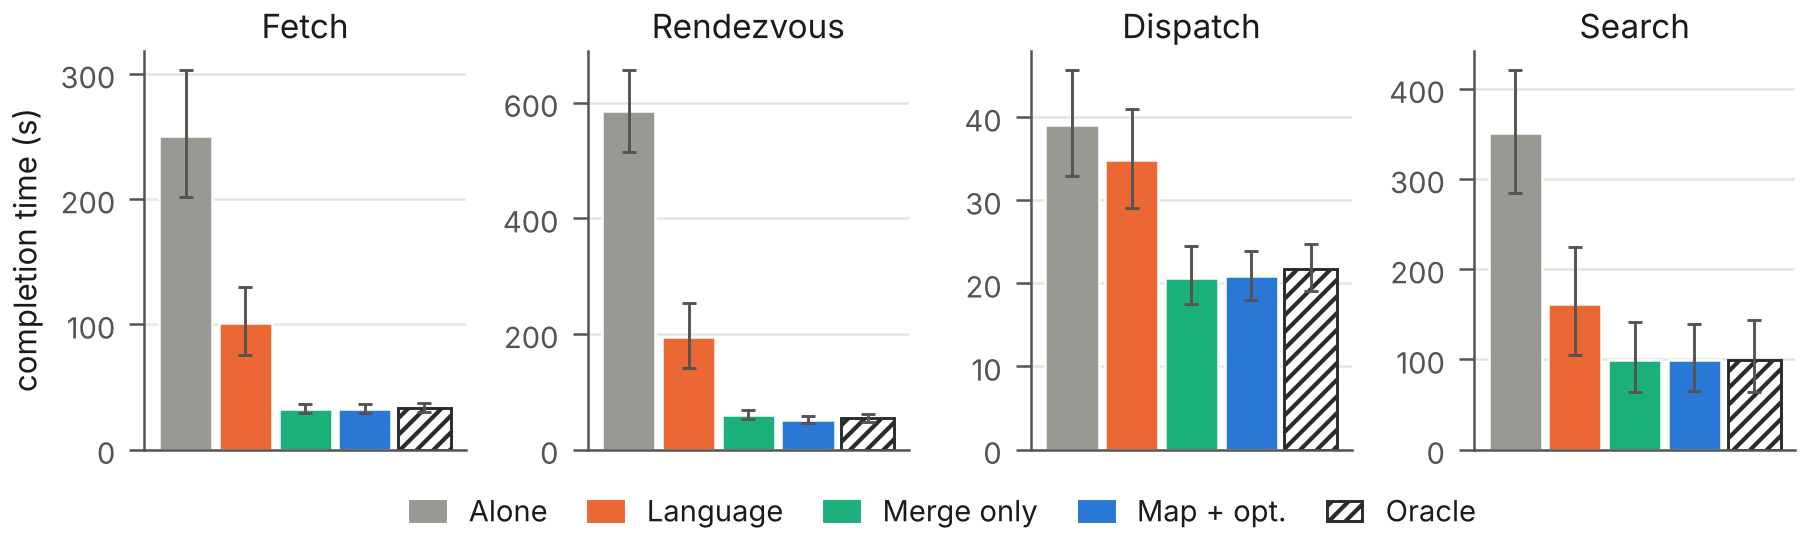 Fetch
Rendezvous
Dispatch
Search
completion time (s)
300
200
100
0
600
400
200
0
40
30
20
10
0
400
300
200
100
0
Alone
Language
Merge only
Map + opt.
Oracle